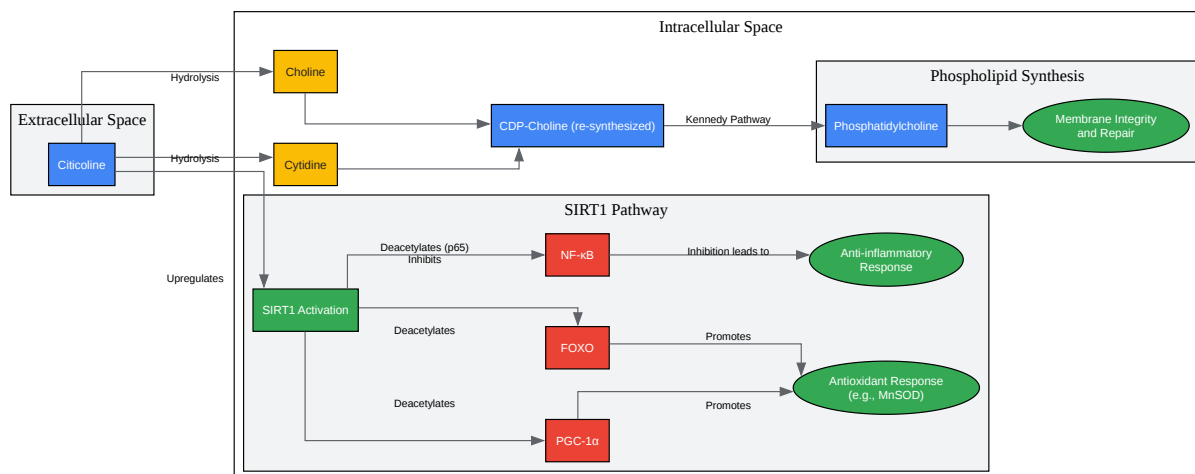 Intracellular Space
Extracellular Space
Citicoline
Hydrolysis
Hydrolysis
Upregulates
Choline
Cytidine
CDP-Choline (re-synthesized)
Kennedy Pathway
Phospholipid Synthesis
Phosphatidylcholine
Membrane Integrity
and Repair
SIRT1 Pathway
SIRT1 Activation
Deacetylates (p65)
Inhibits
NF-κB
Inhibition leads to
Anti-inflammatory
Response
Deacetylates
FOXO
Promotes
Antioxidant Response
(e.g., MnSOD)
Deacetylates
PGC-1α
Promotes